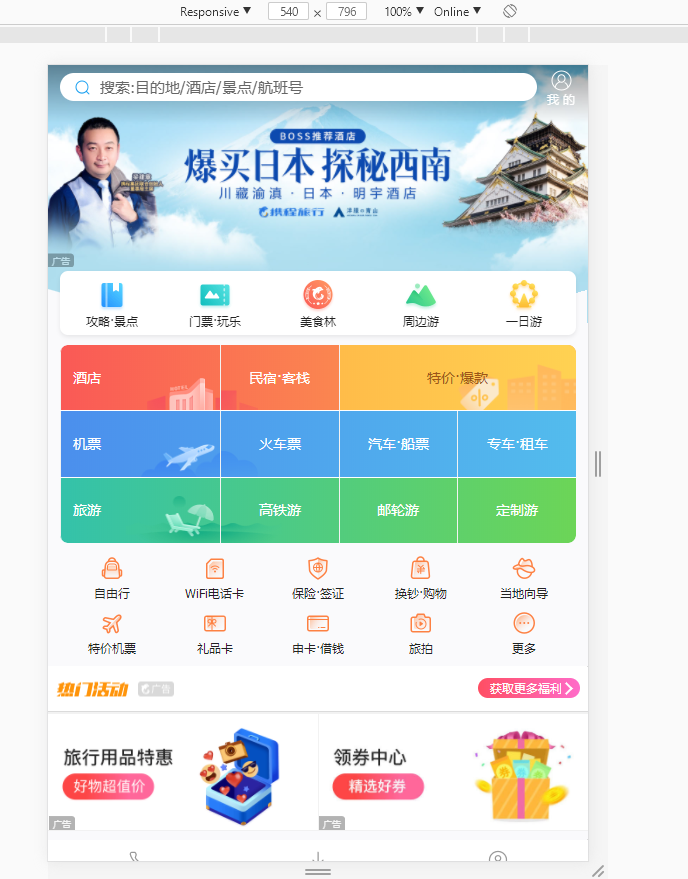 Responsive ▼ 540 × 796 100% ▼ Online ▼
搜索:目的地/酒店/景点/航班号
我的
BOSS推荐酒店
爆买日本 探秘西南
川藏渝滇·日本·明宇酒店
携程旅行
广告
攻略·景点 门票·玩乐 美食林 周边游 一日游
酒店 民宿·客栈 特价·爆款
机票 火车票 汽车·船票 专车·租车
旅游 高铁游 邮轮游 定制游
自由行 WiFi电话卡 保险·签证 换钞·购物 当地向导
特价机票 礼品卡 申卡·借钱 旅拍 更多
热门活动 广告 获取更多福利
旅行用品特惠 领券中心
好物超值价 精选好券
广告 广告